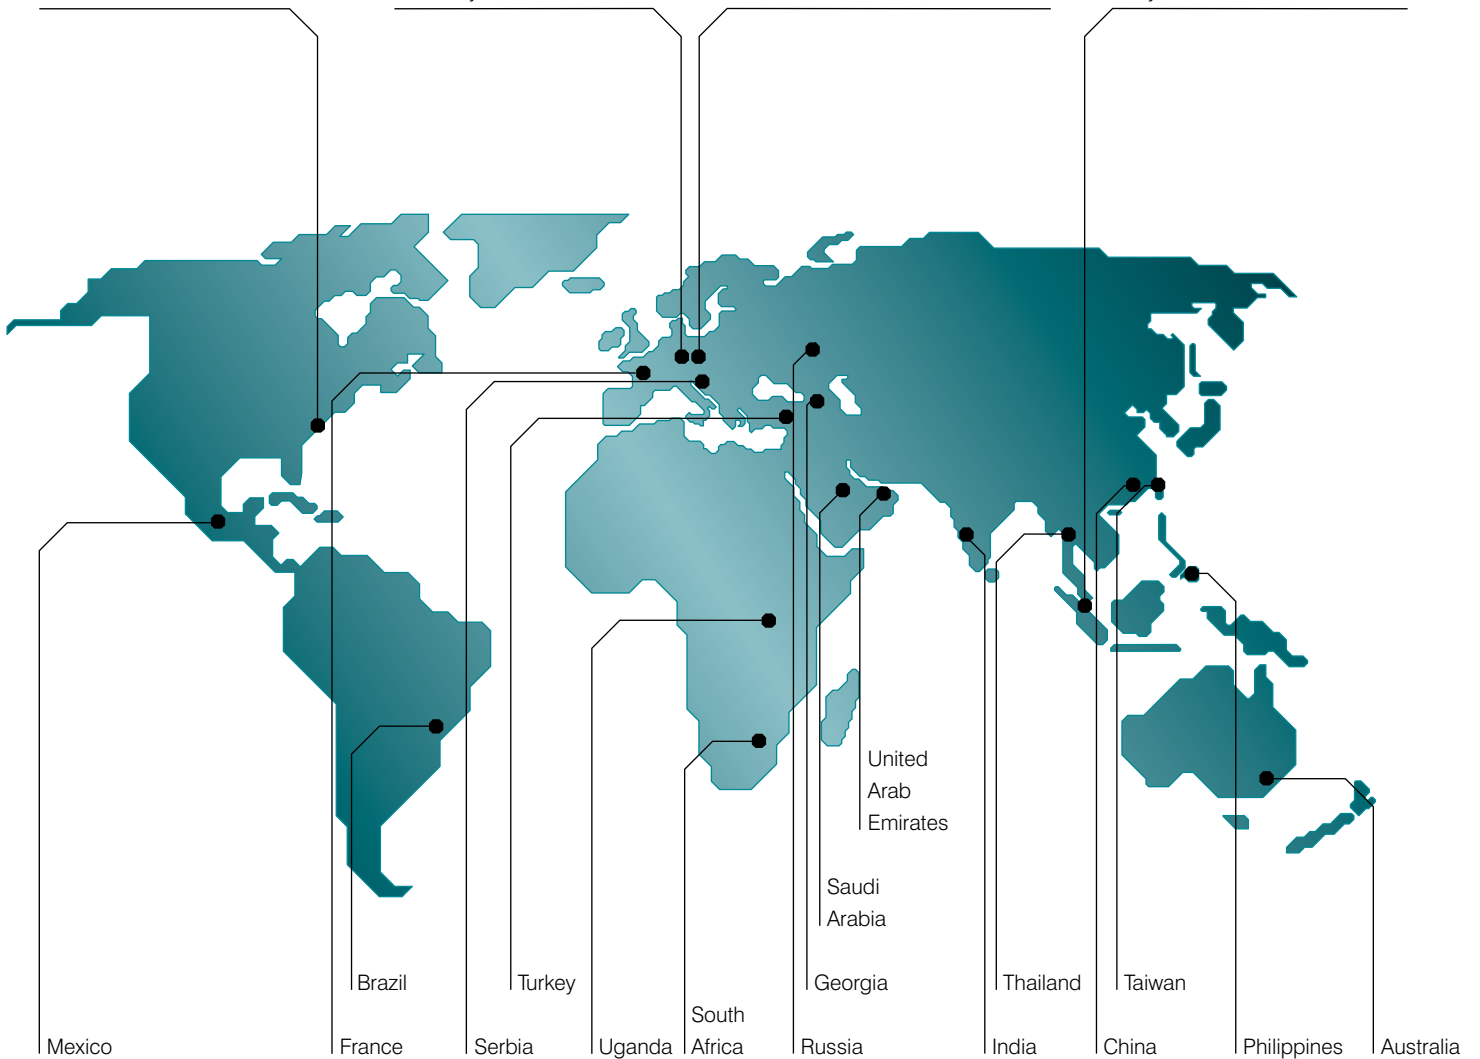 United
Arab
Emirates
Saudi
Arabia
Brazil
Turkey
Georgia
Thailand
Taiwan
South
Africa
Mexico
France
Serbia
Uganda
Russia
India
China
Philippines
Australia